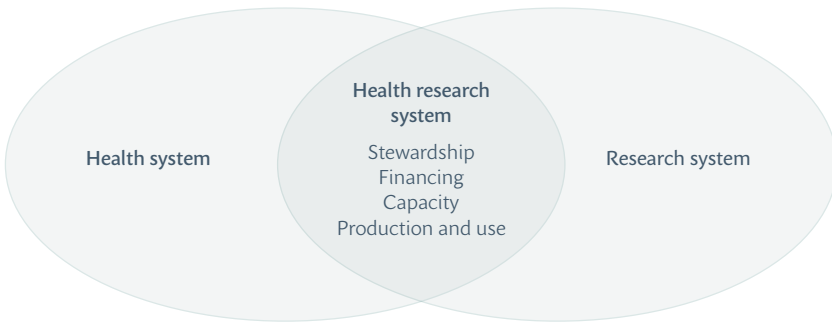 Health system
Health research
system
Stewardship
Financing
Capacity
Production and use
Research system